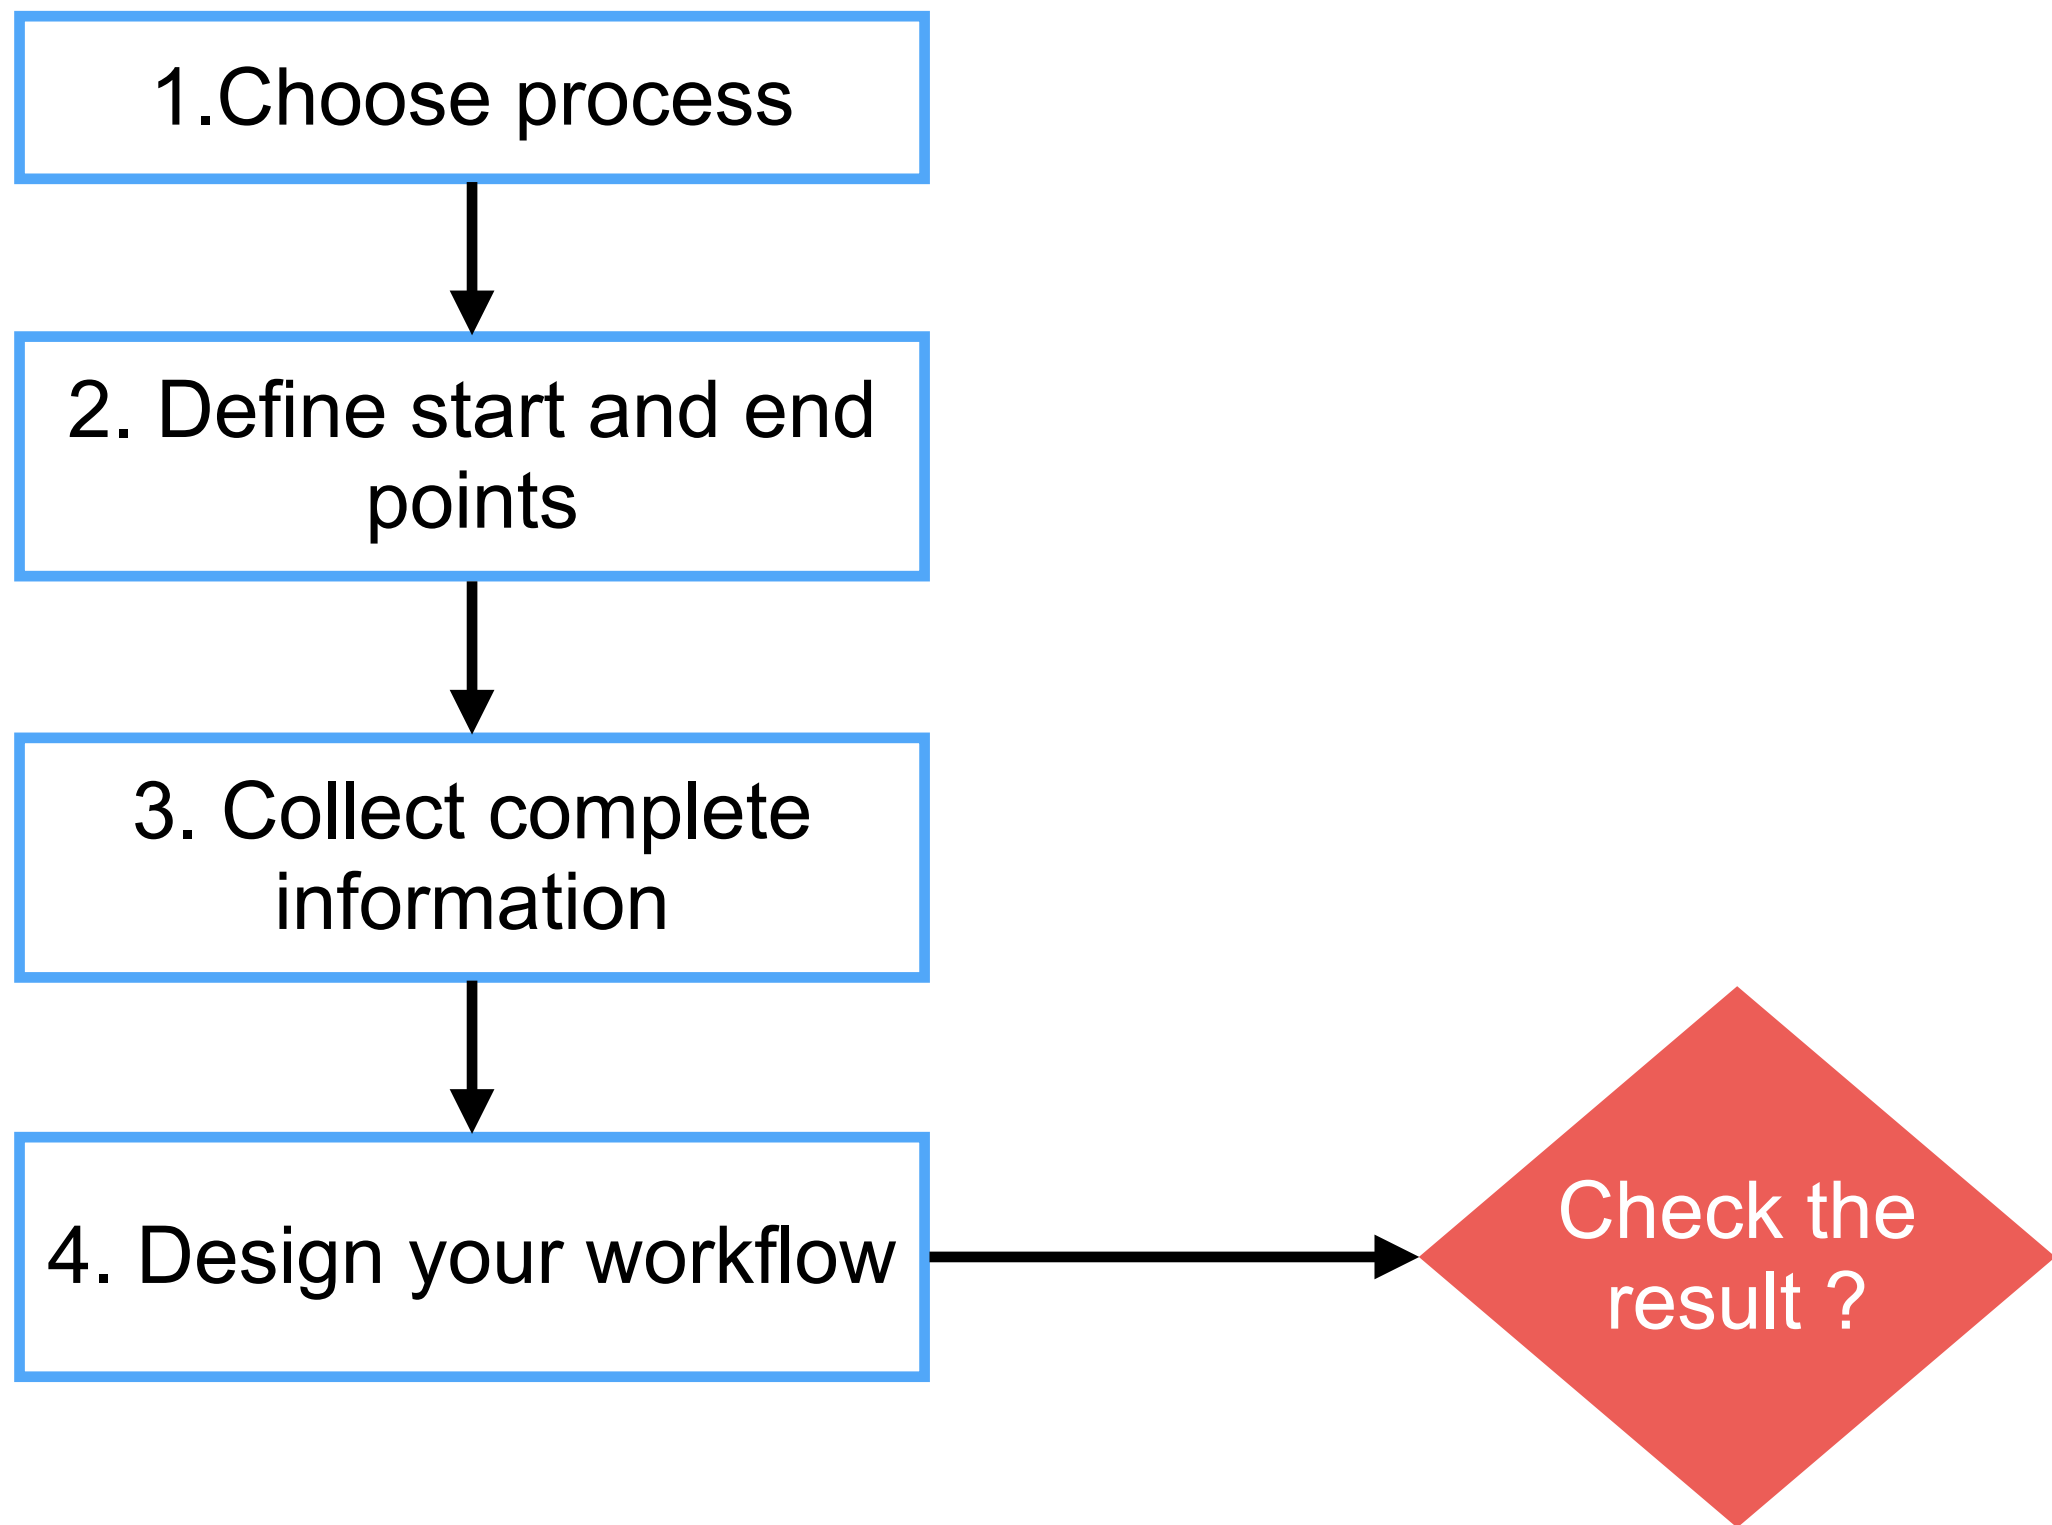 1.Choose process
2. Define start and end
points
3. Collect complete
information
4. Design your workflow
Check the
result ?